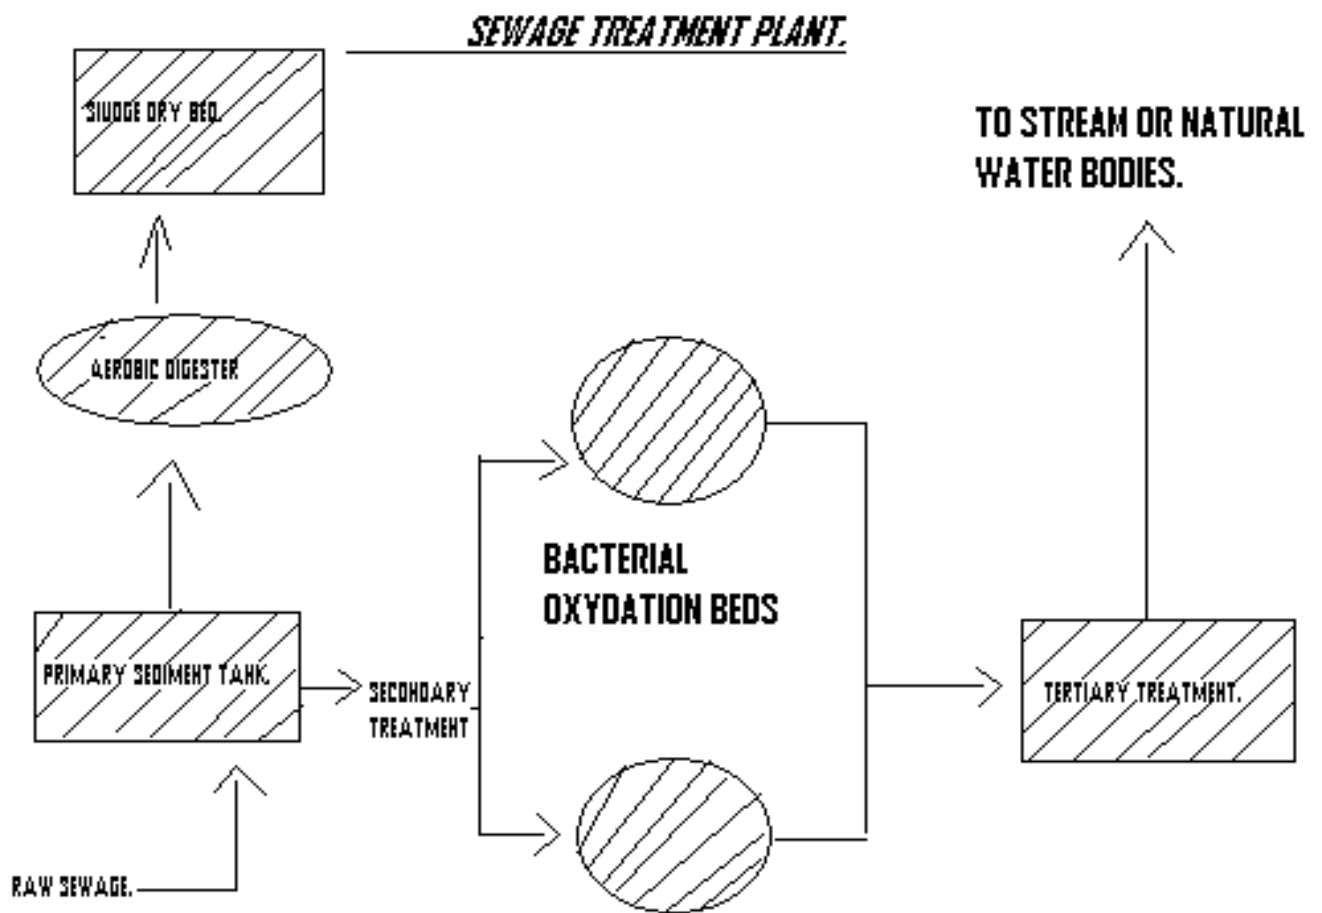 SEWAGE TREATMENT PLANT.
SlUDGE DRY BED.
TO STREAM OR NATURAL
WATER BODIES.
AEROBIC DIGESTER
BACTERIAL
OXYDATION BEDS
PRIMARY SEDIMENT TANK.
SECONDARY
TREATMENT
TERTIARY TREATMENT.
RAW SEWAGE.